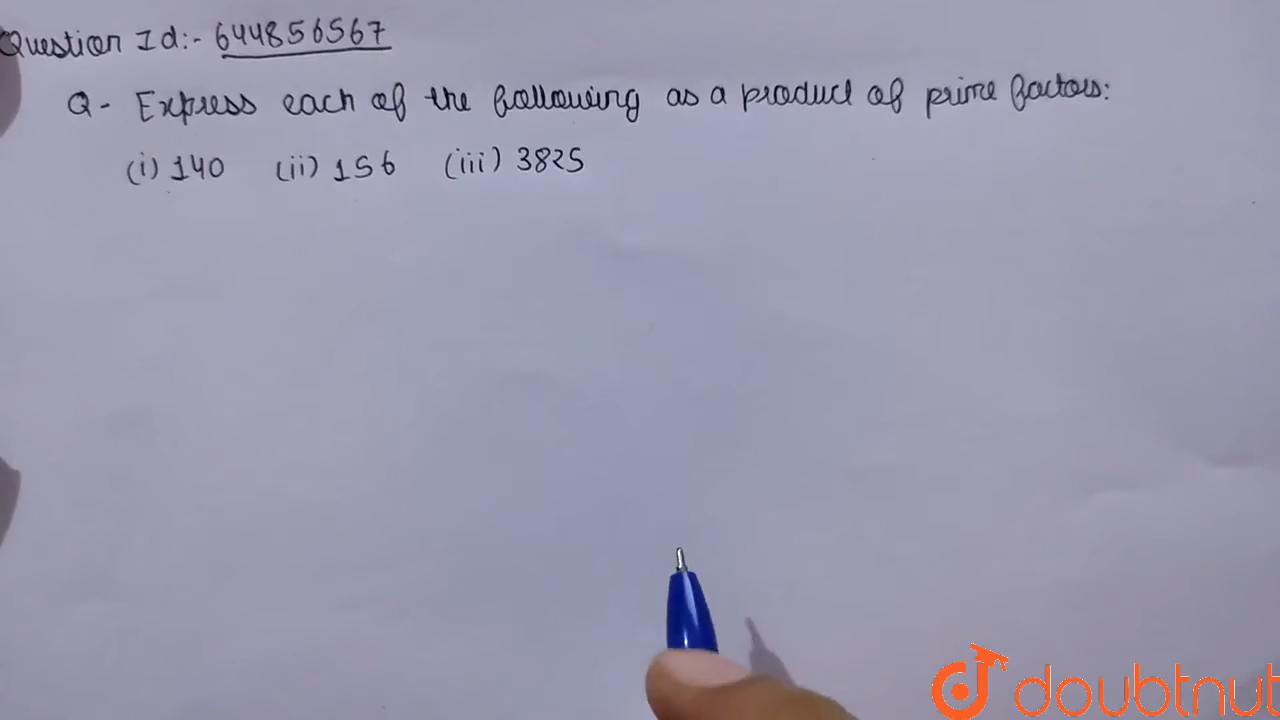 Question Id:- 644856567
Q- Express each of the following as a product of prime factors:
(i) 140 (ii) 156 (iii) 3825
doubtnut